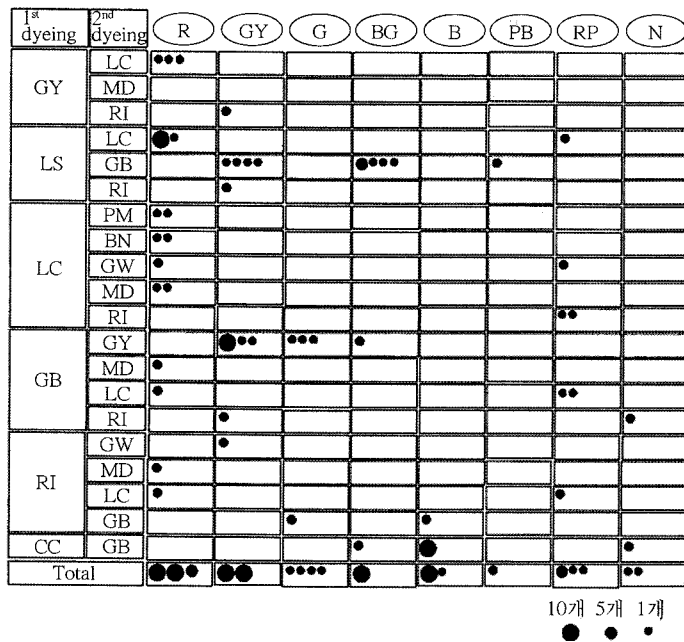 1st dyeing 2nd dyeing R GY G BG B PB RP N
GY LC
MD
RI
LS LC
GB
RI
LC PM
BN
GW
MD
RI
GB GY
MD
LC
RI
RI GW
MD
LC
GB
CC GB
Total
10개 5개 1개